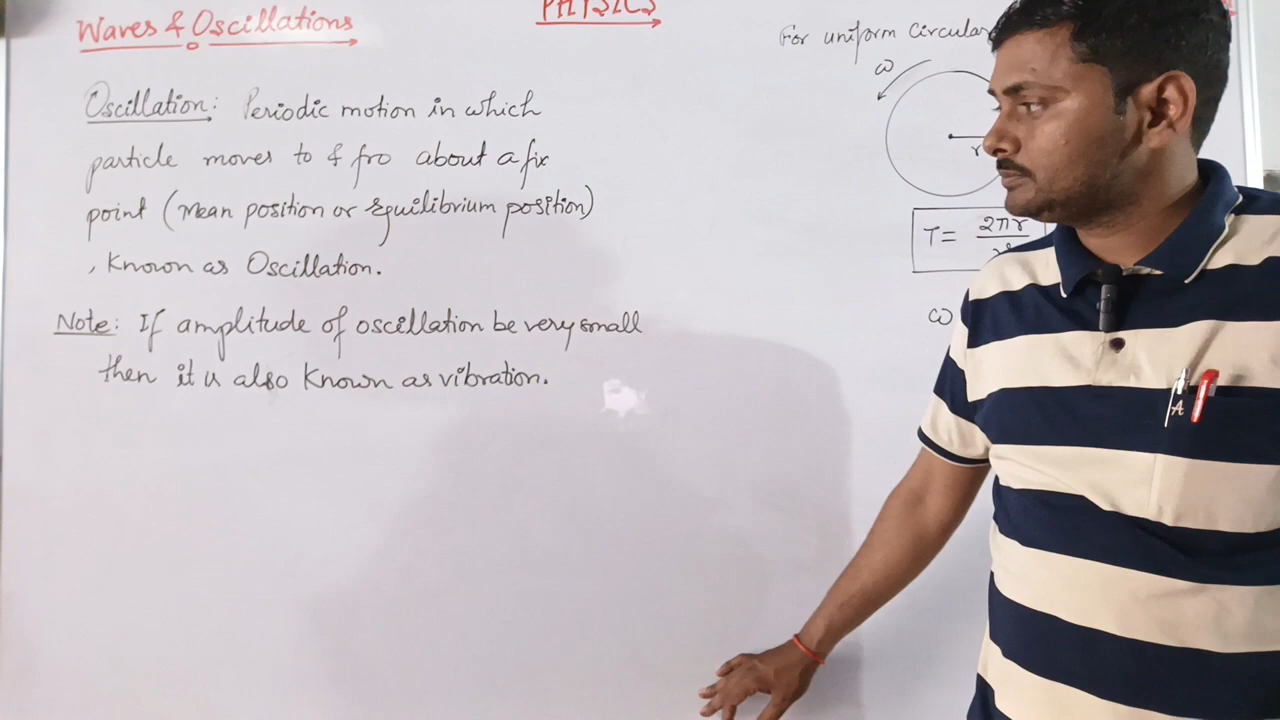 PHYSICS
Waves & Oscillations
Oscillation: Periodic motion in which
particle moves to & fro about a fix
point (Mean position or Equilibrium position)
, Known as Oscillation.
Note: If amplitude of oscillation be very small
then it is also Known as vibration.
For uniform Circular
ω
r
T= 2πr
ω
A